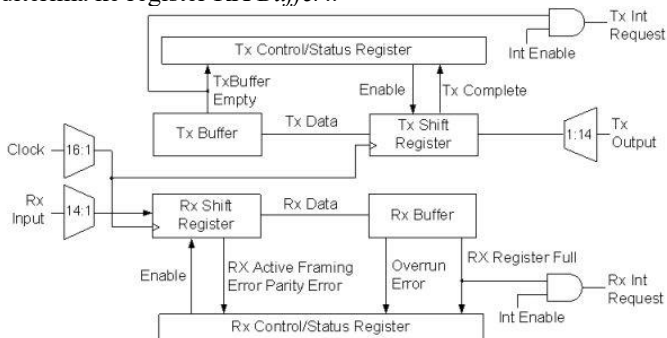 register
Tx Int
Request
Tx Control/Status Register
Int Enable
TxBuffer
Empty
Enable
Tx Complete
Tx Buffer
Tx Data
Tx Shift
Register
1:14
Tx
Output
Clock
16:1
Rx
Input
14:1
Rx Shift
Register
Rx Data
Rx Buffer
Enable
RX Active Framing
Error Parity Error
Overrun
Error
RX Register Full
Rx Int
Request
Int Enable
Rx Control/Status Register